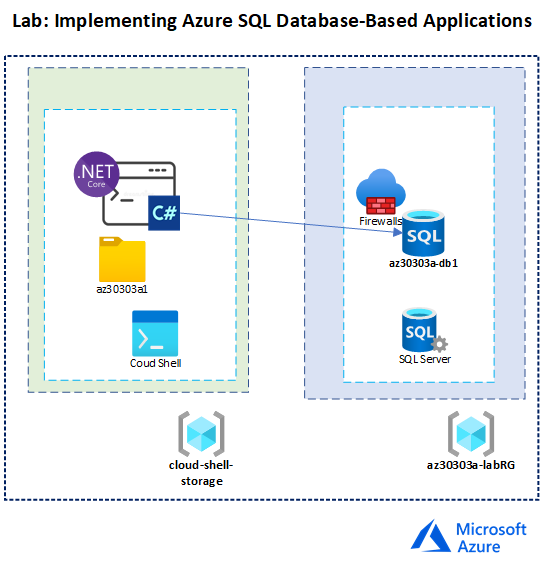 Lab: Implementing Azure SQL Database-Based Applications
.NET
Core
C#
az30303a1
Coud Shell
Firewalls
SQL
az30303a-db1
SQL
SQL Server
cloud-shell-
storage
az30303a-labRG
Microsoft
Azure